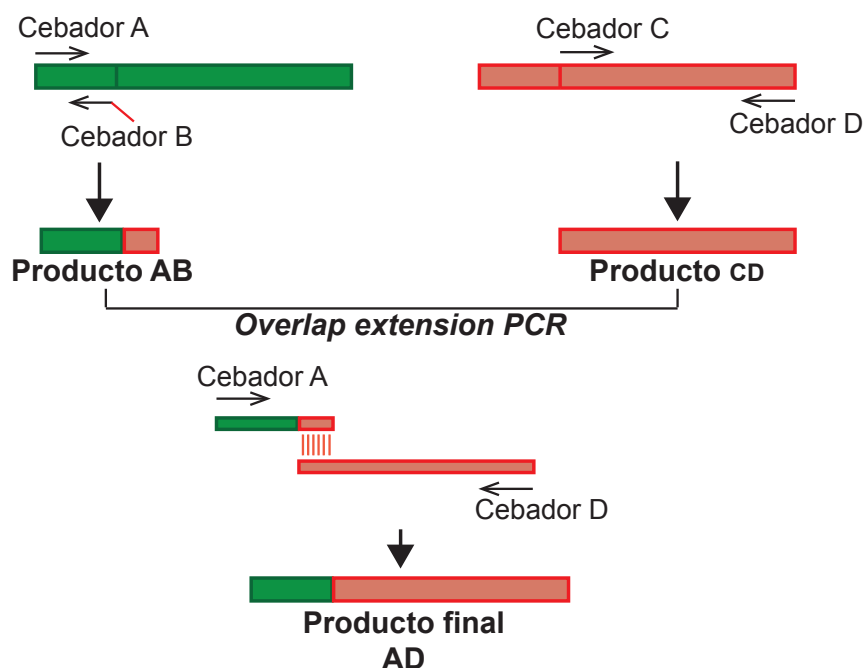 Cebador A
Cebador C
Cebador B
Cebador D
Producto AB
Producto CD
Overlap extension PCR
Cebador A
Cebador D
Producto final
AD